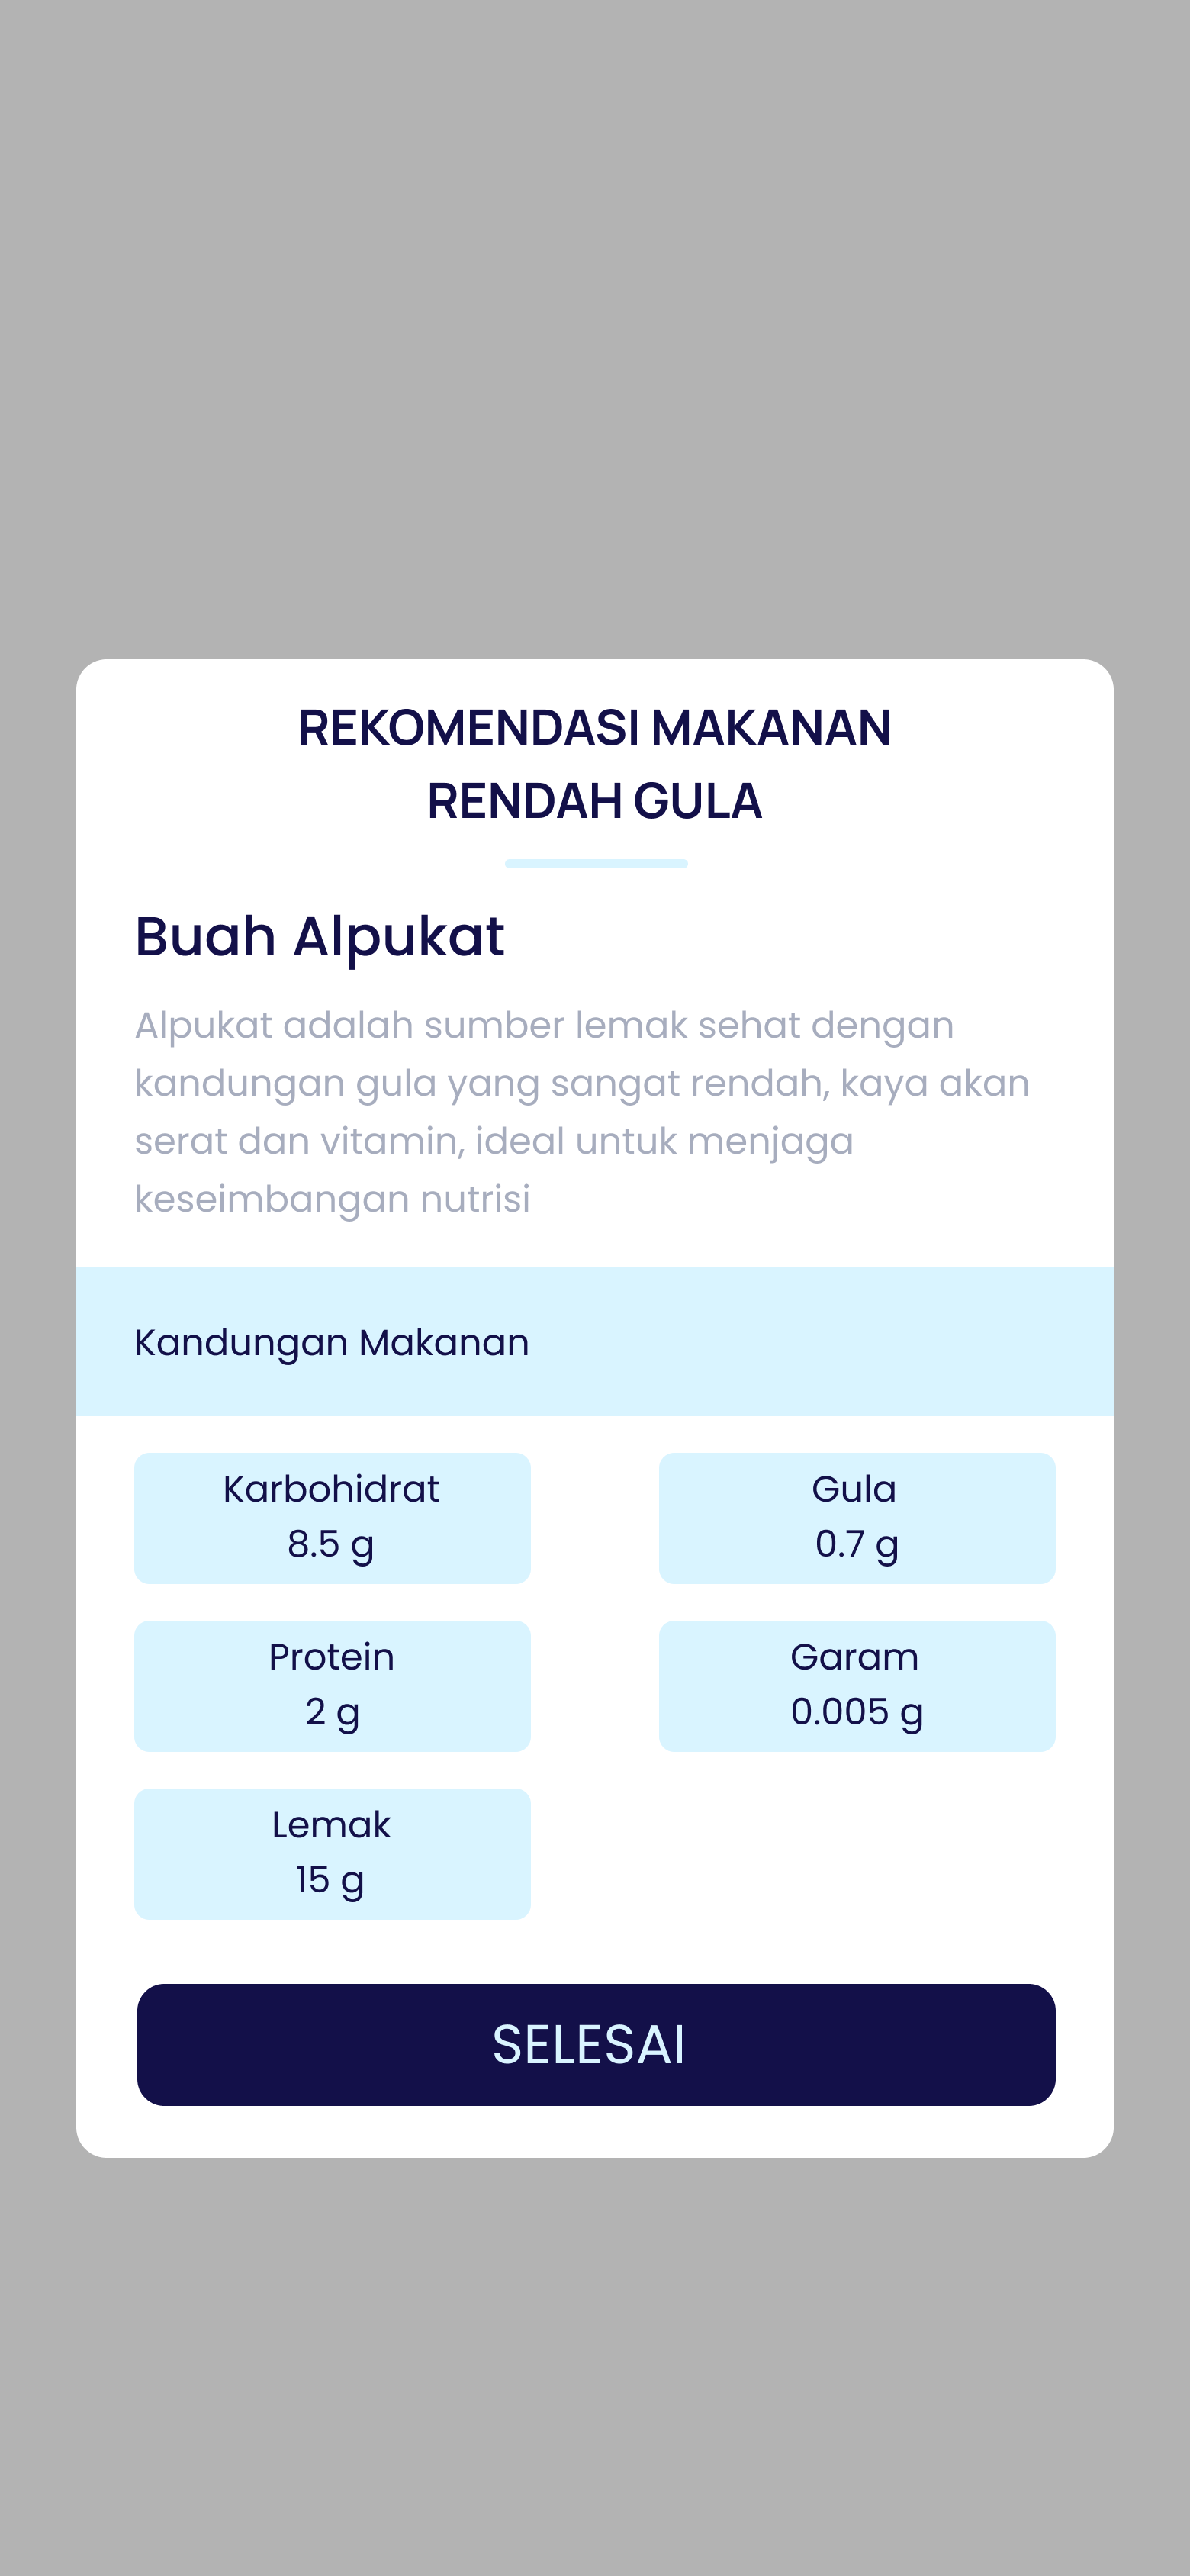 REKOMENDASI MAKANAN
RENDAH GULA
Buah Alpukat
Alpukat adalah sumber lemak sehat dengan
kandungan gula yang sangat rendah, kaya akan
serat dan vitamin, ideal untuk menjaga
keseimbangan nutrisi
Kandungan Makanan
Karbohidrat
8.5 g
Gula
0.7 g
Protein
2 g
Garam
0.005 g
Lemak
15 g
SELESAI